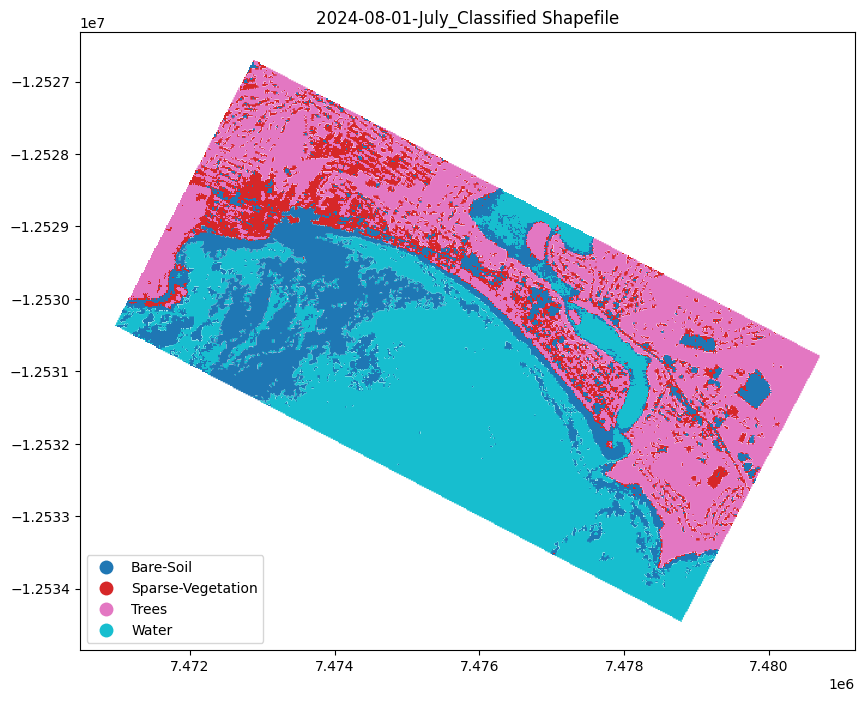 2024-08-01-July_Classified Shapefile
1e7
−1.2527
−1.2528
−1.2529
−1.2530
−1.2531
−1.2532
−1.2533
−1.2534
Bare-Soil
Sparse-Vegetation
Trees
Water
7.472 7.474 7.476 7.478 7.480
1e6